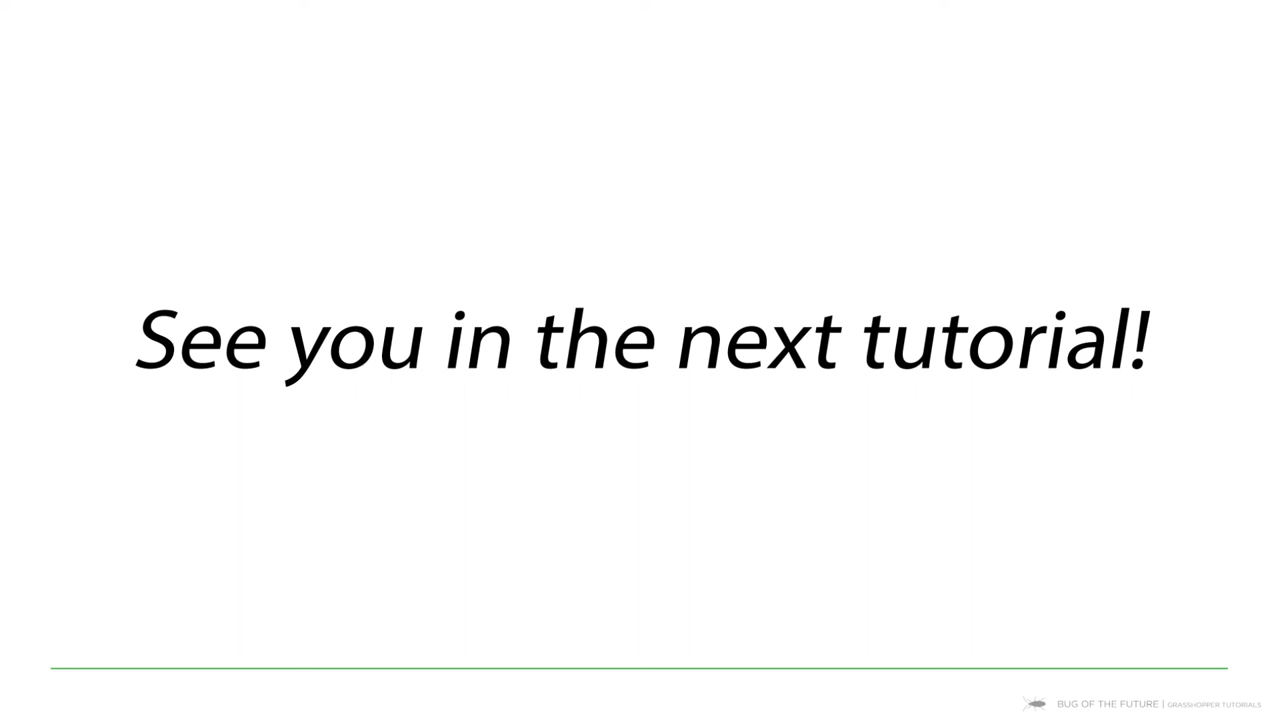 See you in the next tutorial!
BUG OF THE FUTURE | GRASSHOPPER TUTORIALS